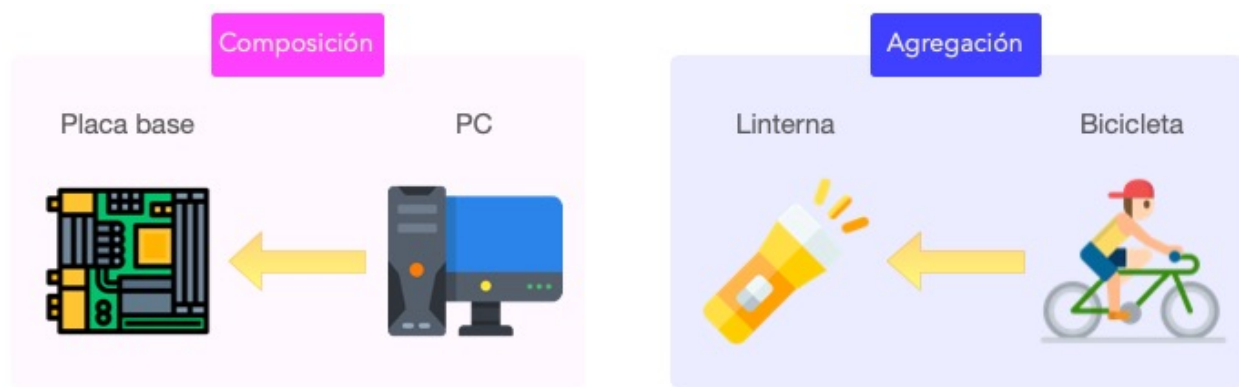 Composición
Placa base
PC
Agregación
Linterna
Bicicleta